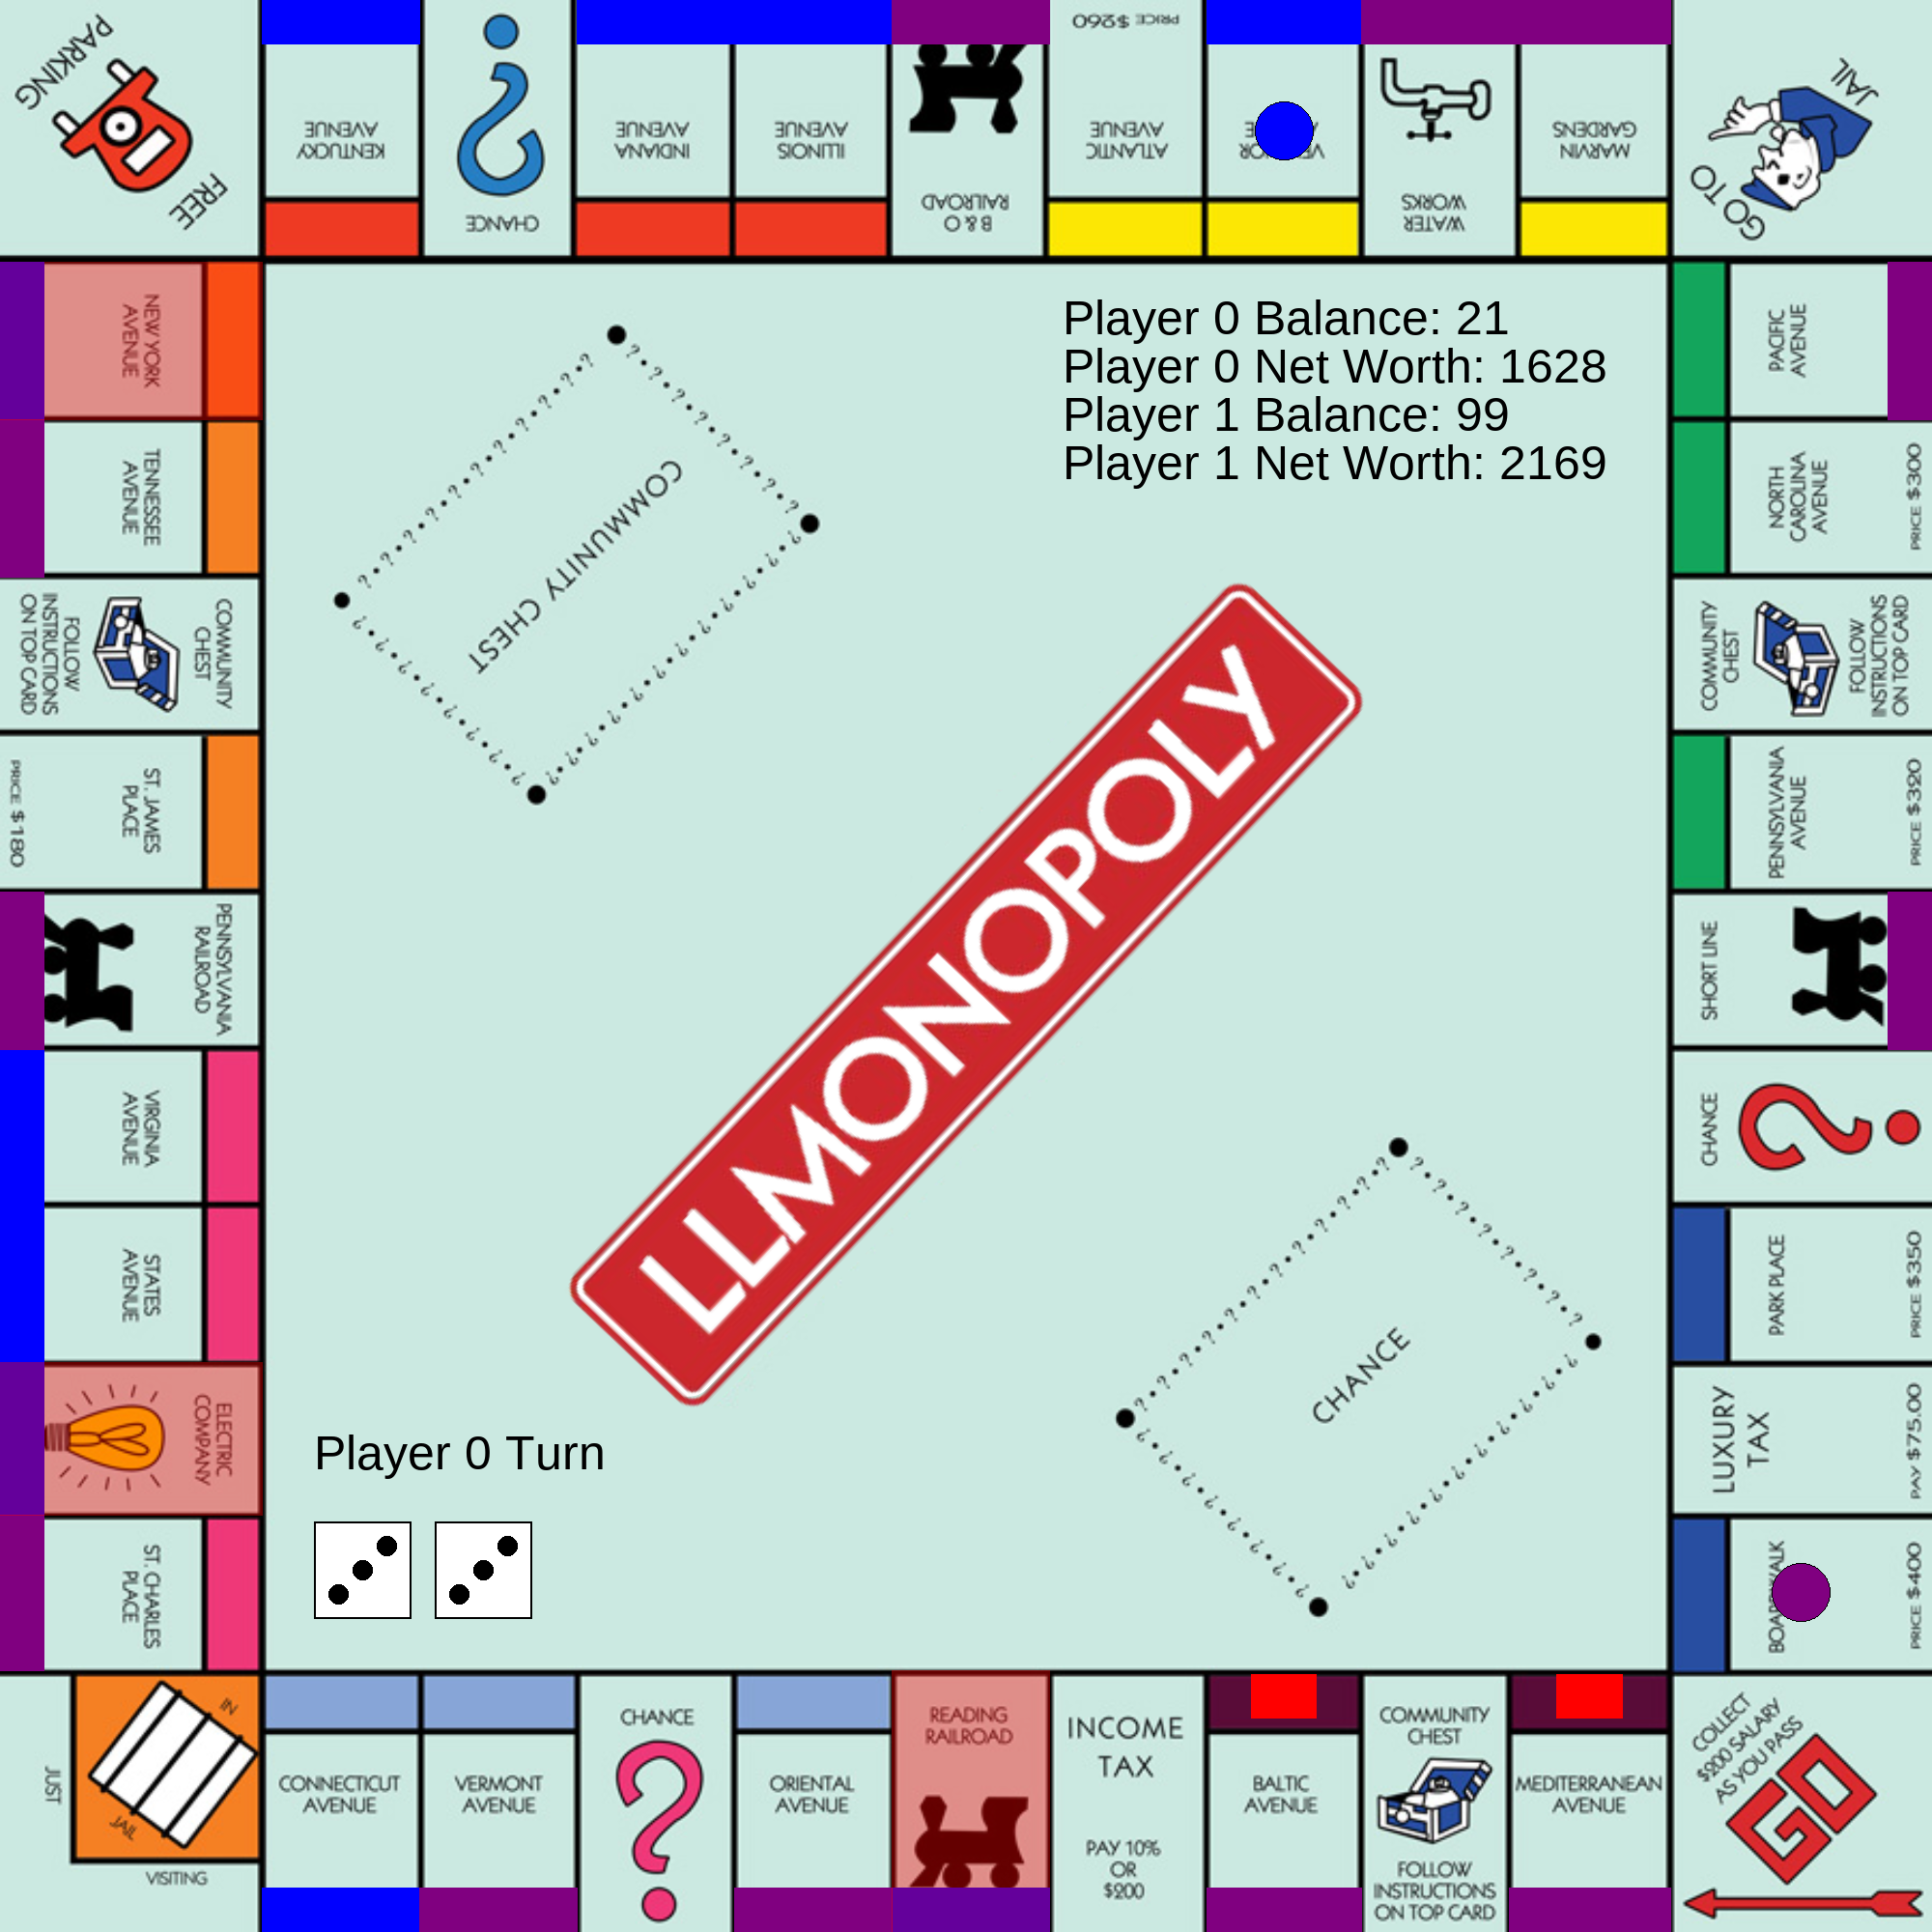 FREE
PARKING
KENTUCKY
AVENUE
CHANCE
INDIANA
AVENUE
ILLINOIS
AVENUE
B & O
RAILROAD
ATLANTIC
AVENUE
PRICE $260
WATER
WORKS
MARVIN
GARDENS
GO TO
JAIL
NEW YORK
AVENUE
TENNESSEE
AVENUE
COMMUNITY
CHEST
FOLLOW
INSTRUCTIONS
ON TOP CARD
ST. JAMES
PLACE
PRICE $180
PENNSYLVANIA
RAILROAD
VIRGINIA
AVENUE
STATES
AVENUE
ELECTRIC
COMPANY
ST. CHARLES
PLACE
Player 0 Balance: 21
Player 0 Net Worth: 1628
Player 1 Balance: 99
Player 1 Net Worth: 2169
COMMUNITY CHEST
LLMONOPOLY
CHANCE
Player 0 Turn
PACIFIC
AVENUE
NORTH
CAROLINA
AVENUE
PRICE $300
COMMUNITY
CHEST
FOLLOW
INSTRUCTIONS
ON TOP CARD
PENNSYLVANIA
AVENUE
PRICE $320
SHORT LINE
CHANCE
PARK PLACE
PRICE $350
LUXURY
TAX
PAY $75.00
PRICE $400
JUST
VISITING
IN
JAIL
CONNECTICUT
AVENUE
VERMONT
AVENUE
CHANCE
ORIENTAL
AVENUE
READING
RAILROAD
INCOME
TAX
PAY 10%
OR
$200
BALTIC
AVENUE
COMMUNITY
CHEST
FOLLOW
INSTRUCTIONS
ON TOP CARD
MEDITERRANEAN
AVENUE
COLLECT
$200 SALARY
AS YOU PASS
GO